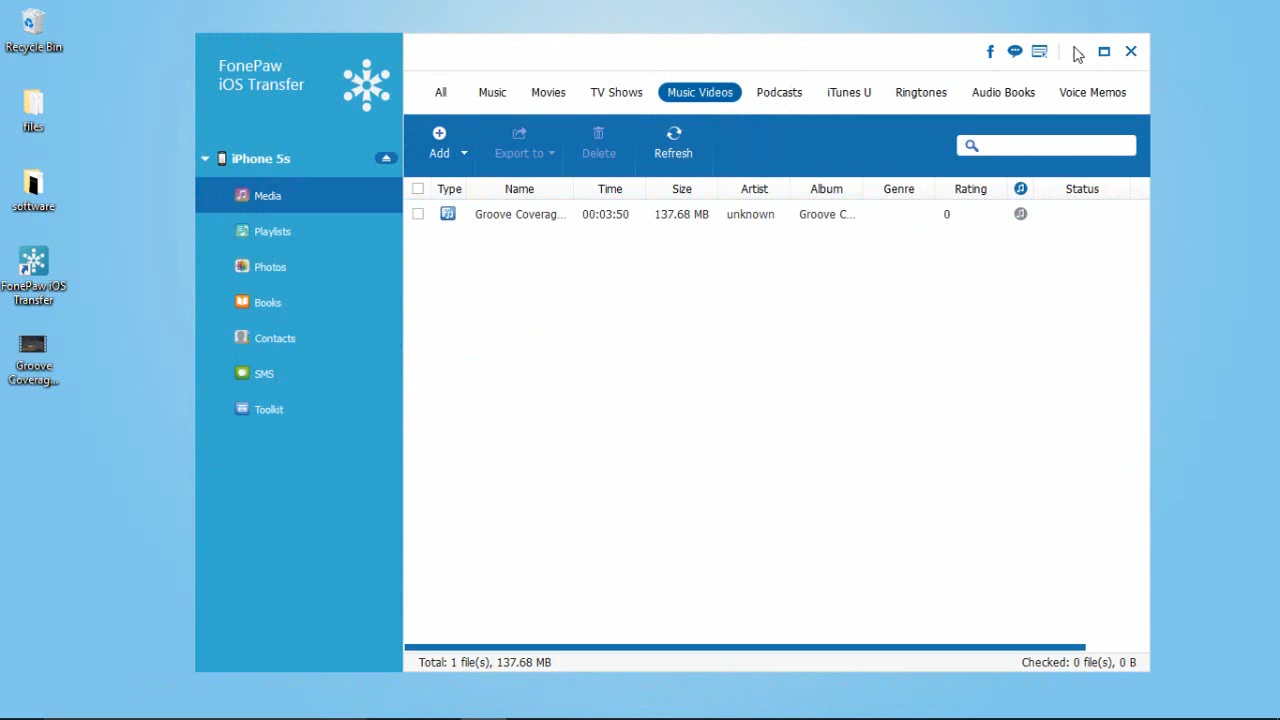 Recycle Bin
files
software
FonePaw iOS
Transfer
Groove
Coverag...
FonePaw
iOS Transfer
iPhone 5s
Media
Playlists
Photos
Books
Contacts
SMS
Toolkit
All Music Movies TV Shows Music Videos Podcasts iTunes U Ringtones Audio Books Voice Memos
Add Export to Delete Refresh
Type Name Time Size Artist Album Genre Rating Status
Groove Coverag... 00:03:50 137.68 MB unknown Groove C... 0
Total: 1 file(s), 137.68 MB
Checked: 0 file(s), 0 B